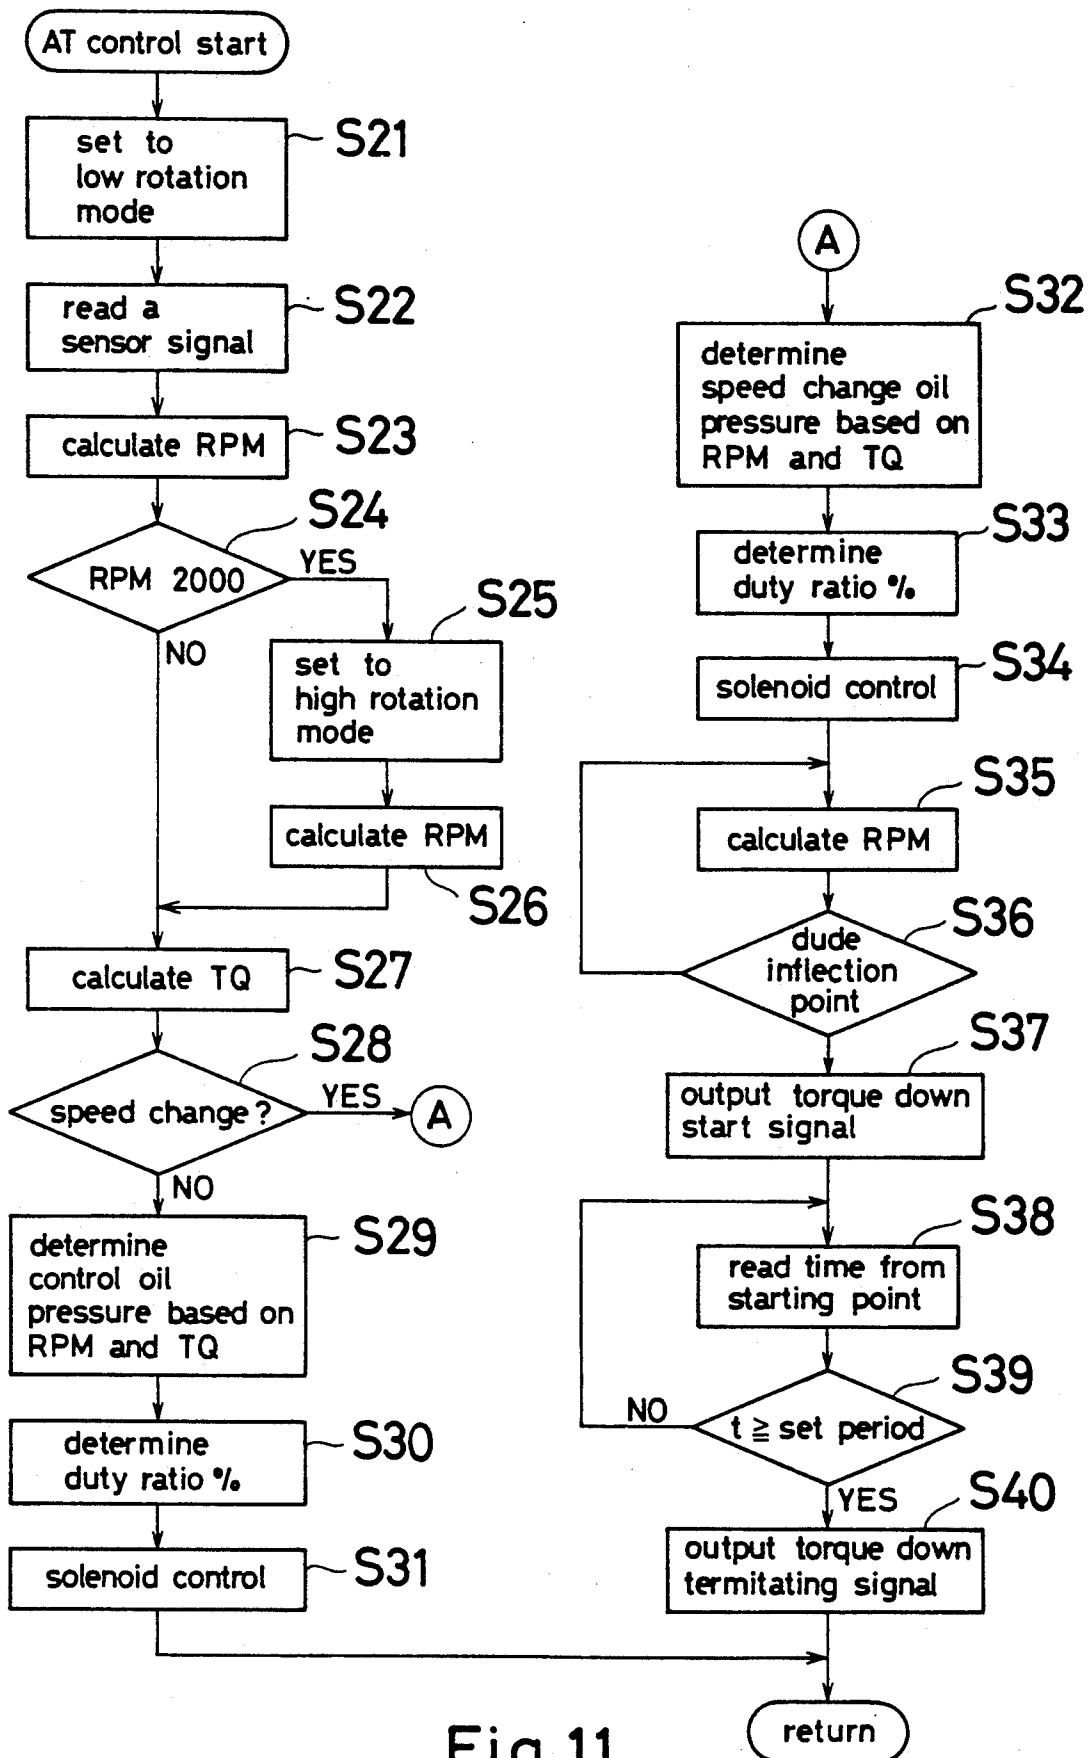 AT control start
set to
low rotation
mode
S21
read a
sensor signal
S22
calculate RPM
S23
S24
RPM 2000
YES
NO
S25
set to
high rotation
mode
calculate RPM
S26
calculate TQ
S27
S28
speed change?
YES
A
NO
determine
control oil
pressure based on
RPM and TQ
S29
determine
duty ratio %
S30
solenoid control
S31
A
S32
determine
speed change oil
pressure based on
RPM and TQ
S33
determine
duty ratio %
S34
solenoid control
S35
calculate RPM
S36
dude
inflection
point
S37
output torque down
start signal
S38
read time from
starting point
S39
t ≧ set period
NO
YES
S40
output torque down
termitating signal
return
Fig. 11